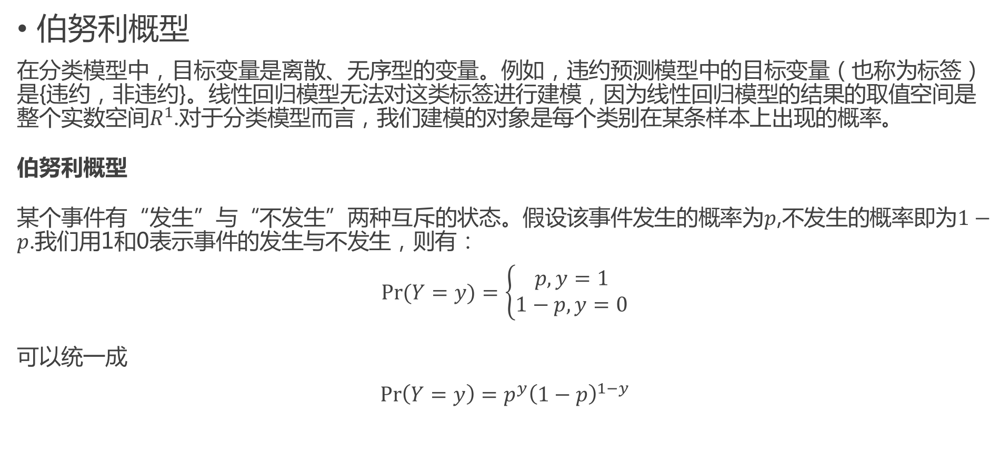 • 伯努利概型
在分类模型中，目标变量是离散、无序型的变量。例如，违约预测模型中的目标变量（也称为标签）
是{违约，非违约}。线性回归模型无法对这类标签进行建模，因为线性回归模型的结果的取值空间是
整个实数空间R¹.对于分类模型而言，我们建模的对象是每个类别在某条样本上出现的概率。
伯努利概型
某个事件有“发生”与“不发生”两种互斥的状态。假设该事件发生的概率为p,不发生的概率即为1 −
p.我们用1和0表示事件的发生与不发生，则有：
Pr(Y = y) = { p, y = 1
1 − p, y = 0
可以统一成
Pr(Y = y) = p^y(1 − p)^{1−y}